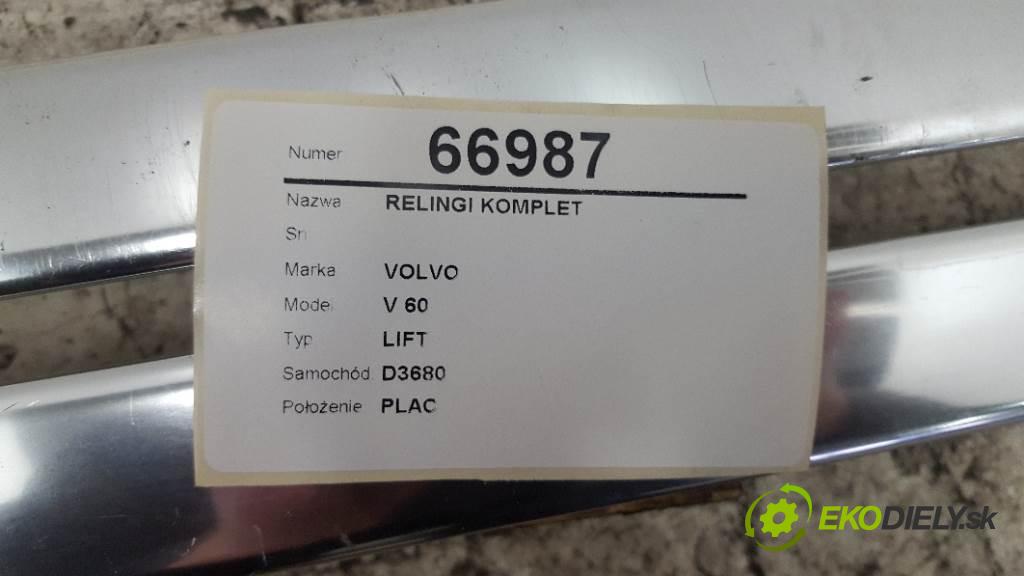 Numer 66987
Nazwa RELINGI KOMPLET
Sn
Marka VOLVO
Model V 60
Typ LIFT
Samochód D3680
Położenie PLAC
EKODIELY.sk